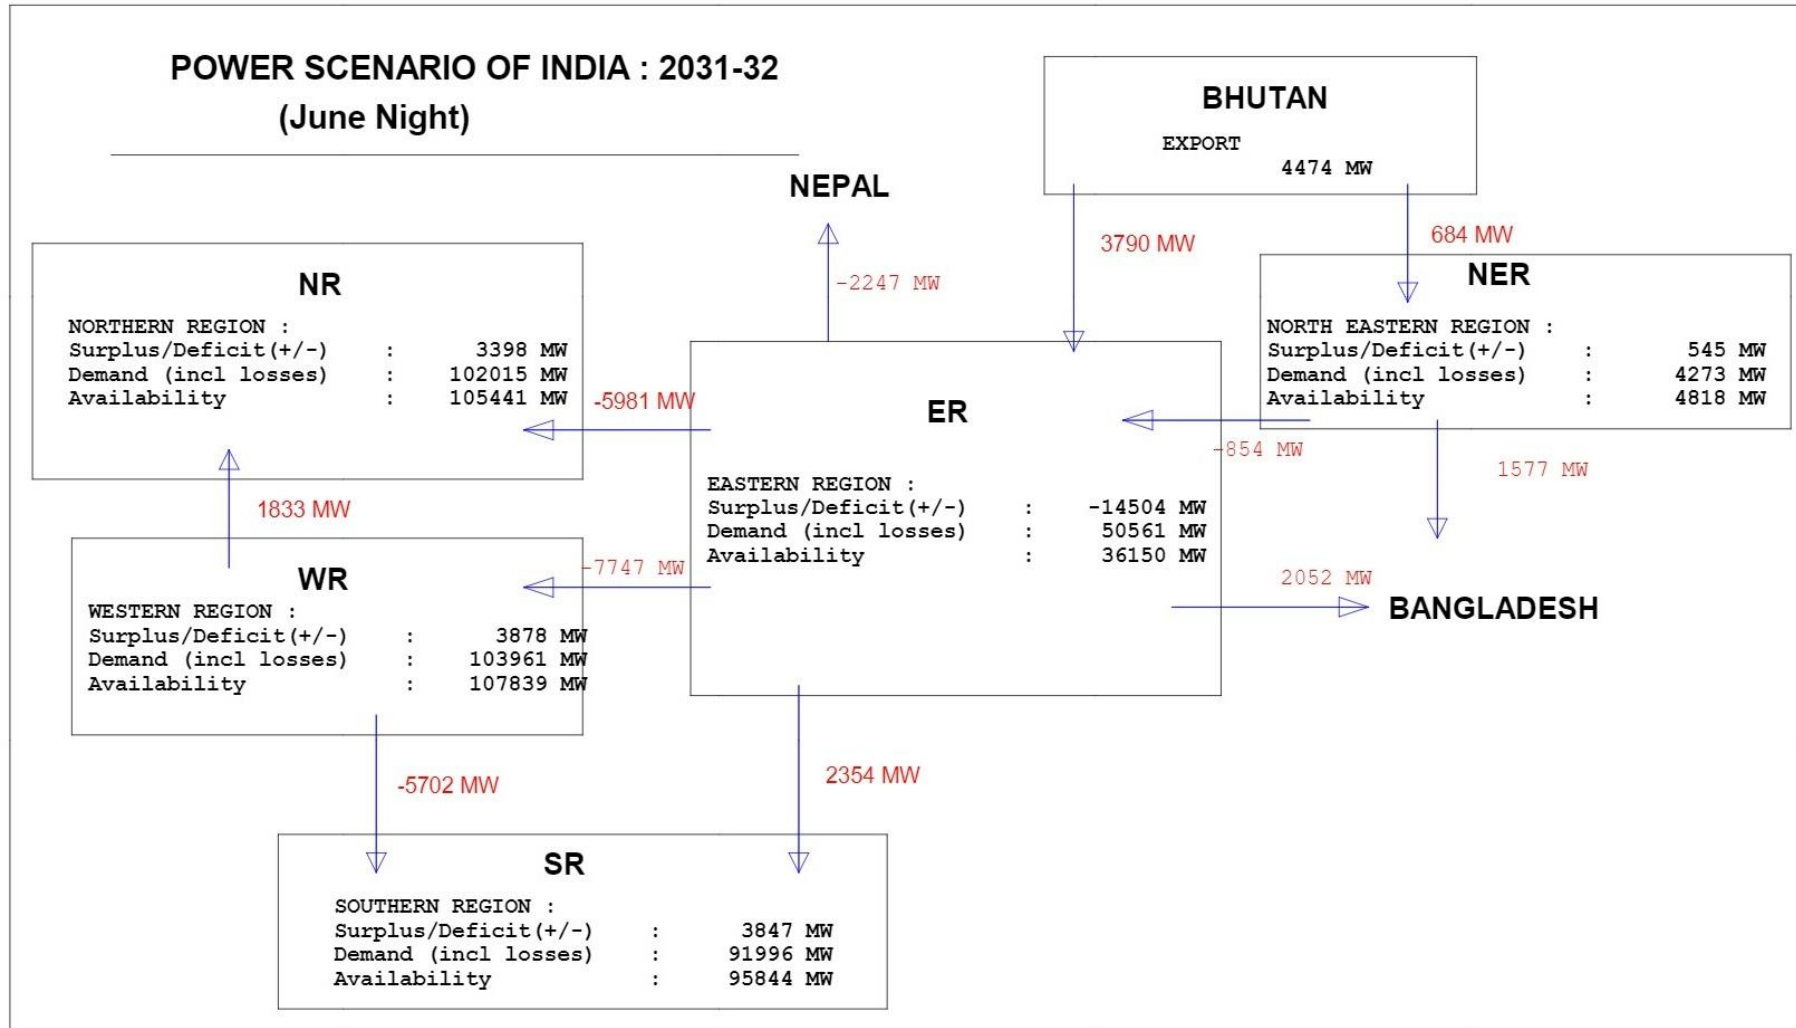 POWER SCENARIO OF INDIA : 2031-32
(June Night)
BHUTAN
EXPORT
4474 MW
NEPAL
3790 MW
684 MW
-2247 MW
NR
NORTHERN REGION :
Surplus/Deficit(+/-) : 3398 MW
Demand (incl losses) : 102015 MW
Availability : 105441 MW
NER
NORTH EASTERN REGION :
Surplus/Deficit(+/-) : 545 MW
Demand (incl losses) : 4273 MW
Availability : 4818 MW
-5981 MW
ER
EASTERN REGION :
Surplus/Deficit(+/-) : -14504 MW
Demand (incl losses) : 50561 MW
Availability : 36150 MW
-854 MW
1577 MW
1833 MW
-7747 MW
2052 MW
BANGLADESH
WR
WESTERN REGION :
Surplus/Deficit(+/-) : 3878 MW
Demand (incl losses) : 103961 MW
Availability : 107839 MW
-5702 MW
2354 MW
SR
SOUTHERN REGION :
Surplus/Deficit(+/-) : 3847 MW
Demand (incl losses) : 91996 MW
Availability : 95844 MW